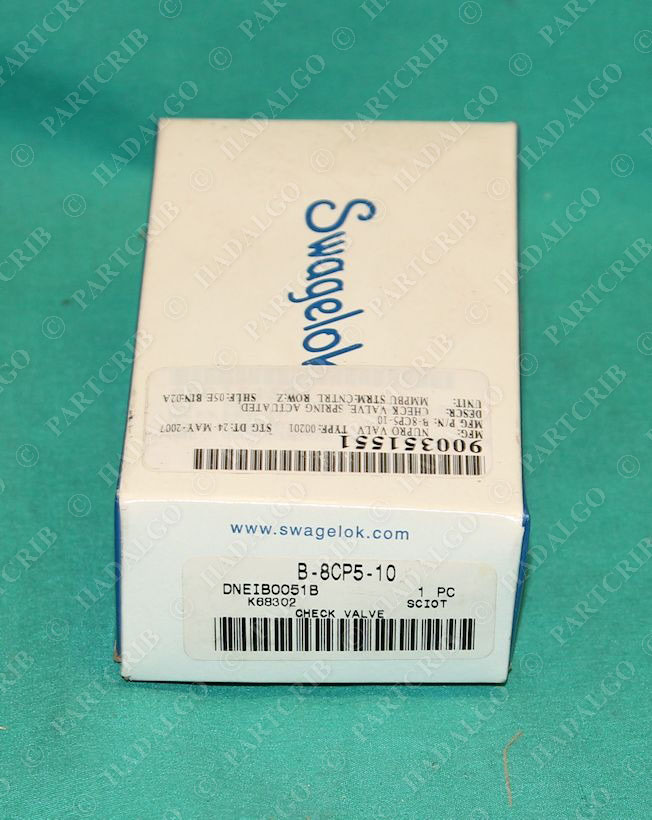 Swagelok
900351551
MFG: NUPRO VALV TYPE: 00201 STG DT: 24-MAY-2007
MFG P/N: B-8CP5-10
DESCR: CHECK VALVE, SPRING ACTUATED
UNIT: MMPBU STRM:CNTRL ROW:Z SHLF:05E BIN:02A
www.swagelok.com
B-8CP5-10
DNEIB0051B 1 PC
K68302 SCIOT
CHECK VALVE
© PARTCRIB
© HADALGO